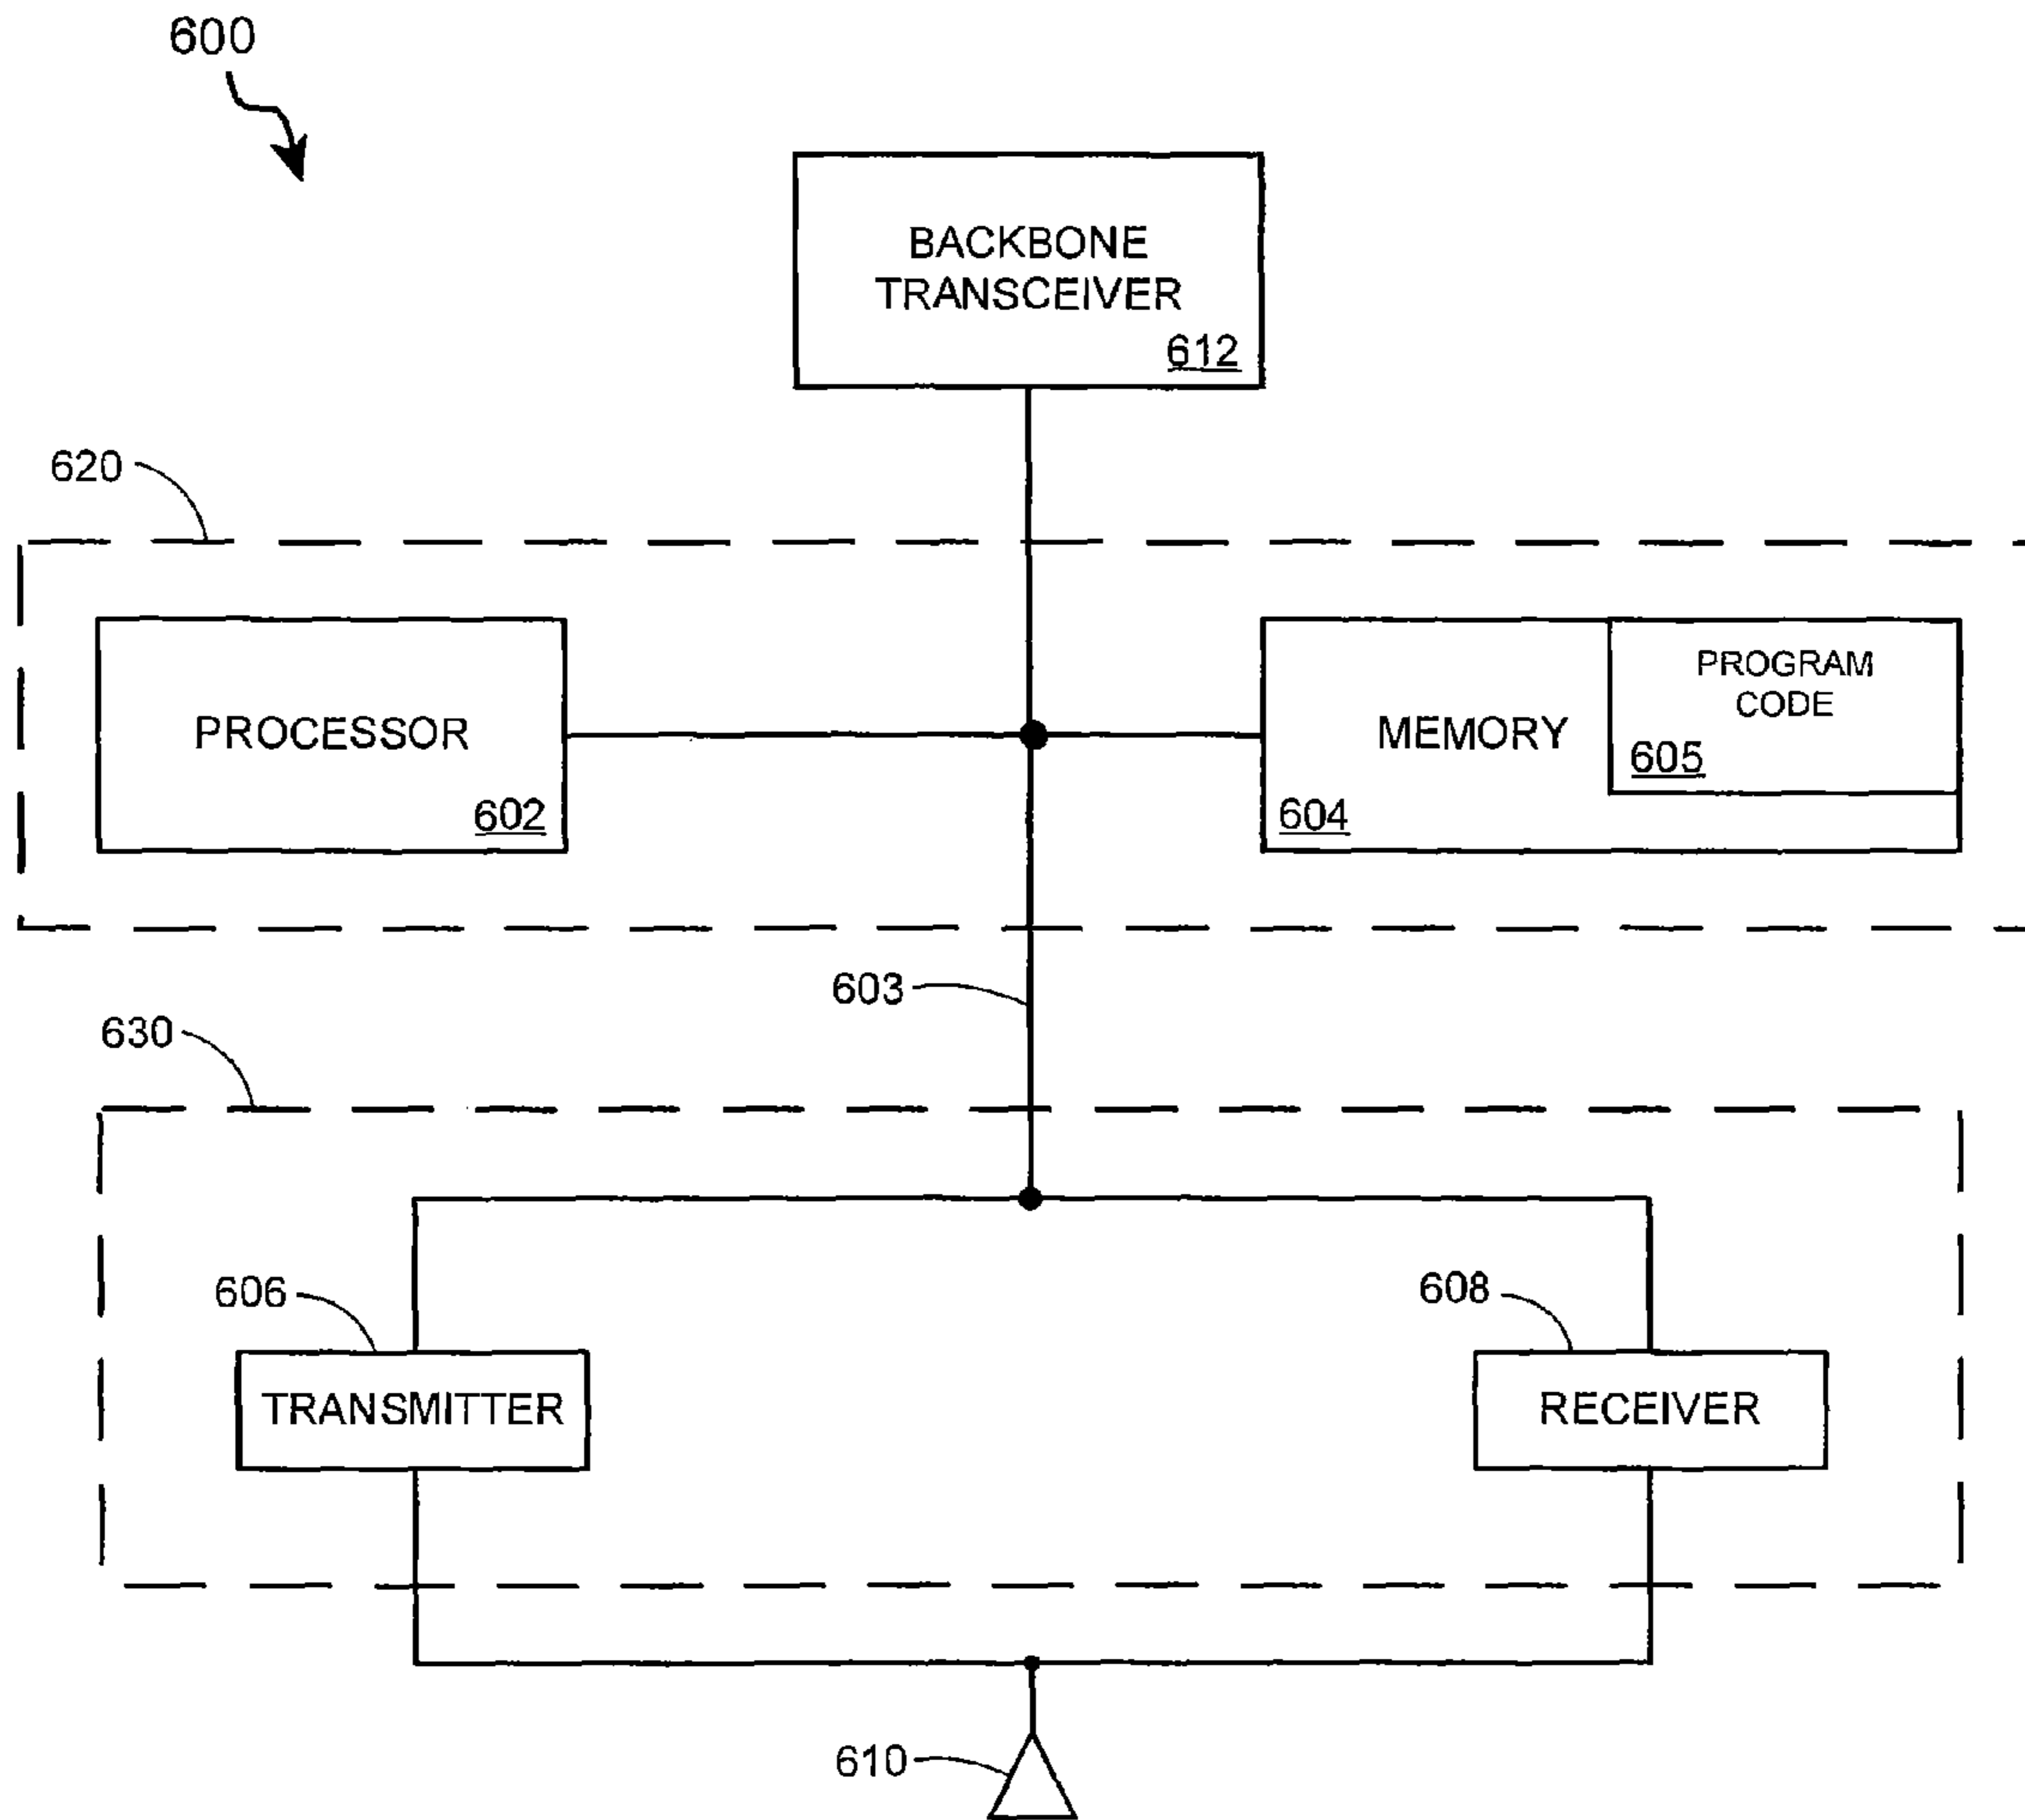 600
BACKBONE
TRANSCEIVER
612
620
PROCESSOR
602
MEMORY
604
PROGRAM
CODE
605
603
630
606
TRANSMITTER
608
RECEIVER
610